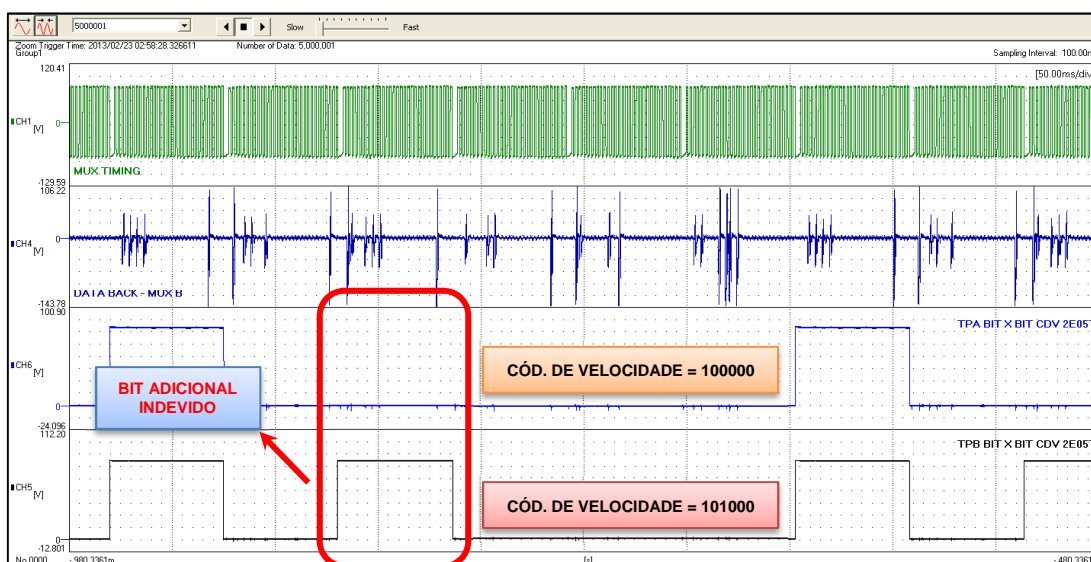 5000001
Slow
Fast
Zoom Trigger Time: 2013/02/23 02:58:28.326611
Number of Data: 5,000,001
Group1
Sampling Interval: 100.00n
120.41
[50.00ms/div
CH1
[V]
0
MUX TIMING
-129.59
106.22
CH4
[V]
0
DATA BACK - MUX B
-143.78
100.90
TPA BIT X BIT CDV 2E05T
CH6
[V]
CÓD. DE VELOCIDADE = 100000
BIT ADICIONAL
INDEVIDO
0
-24.096
112.20
TPB BIT X BIT CDV 2E05T
CH5
[V]
CÓD. DE VELOCIDADE = 101000
0
-12.801
No.0000
- 980.3361m
[s]
- 480.3361